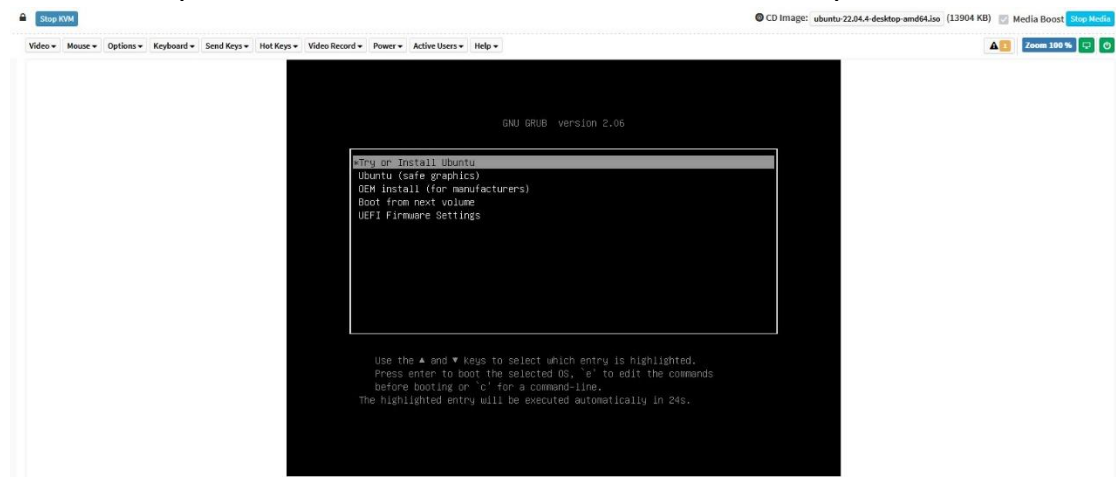 Stop KVM
CD Image: ubuntu-22.04.4-desktop-amd64.iso (13904 KB) Media Boost Stop Media
Video Mouse Options Keyboard Send Keys Hot Keys Video Record Power Active Users Help
Zoom 100 %
GNU GRUB version 2.06
*Try or Install Ubuntu
Ubuntu (safe graphics)
OEM install (for manufacturers)
Boot from next volume
UEFI Firmware Settings
Use the ▲ and ▼ keys to select which entry is highlighted.
Press enter to boot the selected OS, `e' to edit the commands
before booting or `c' for a command-line.
The highlighted entry will be executed automatically in 24s.